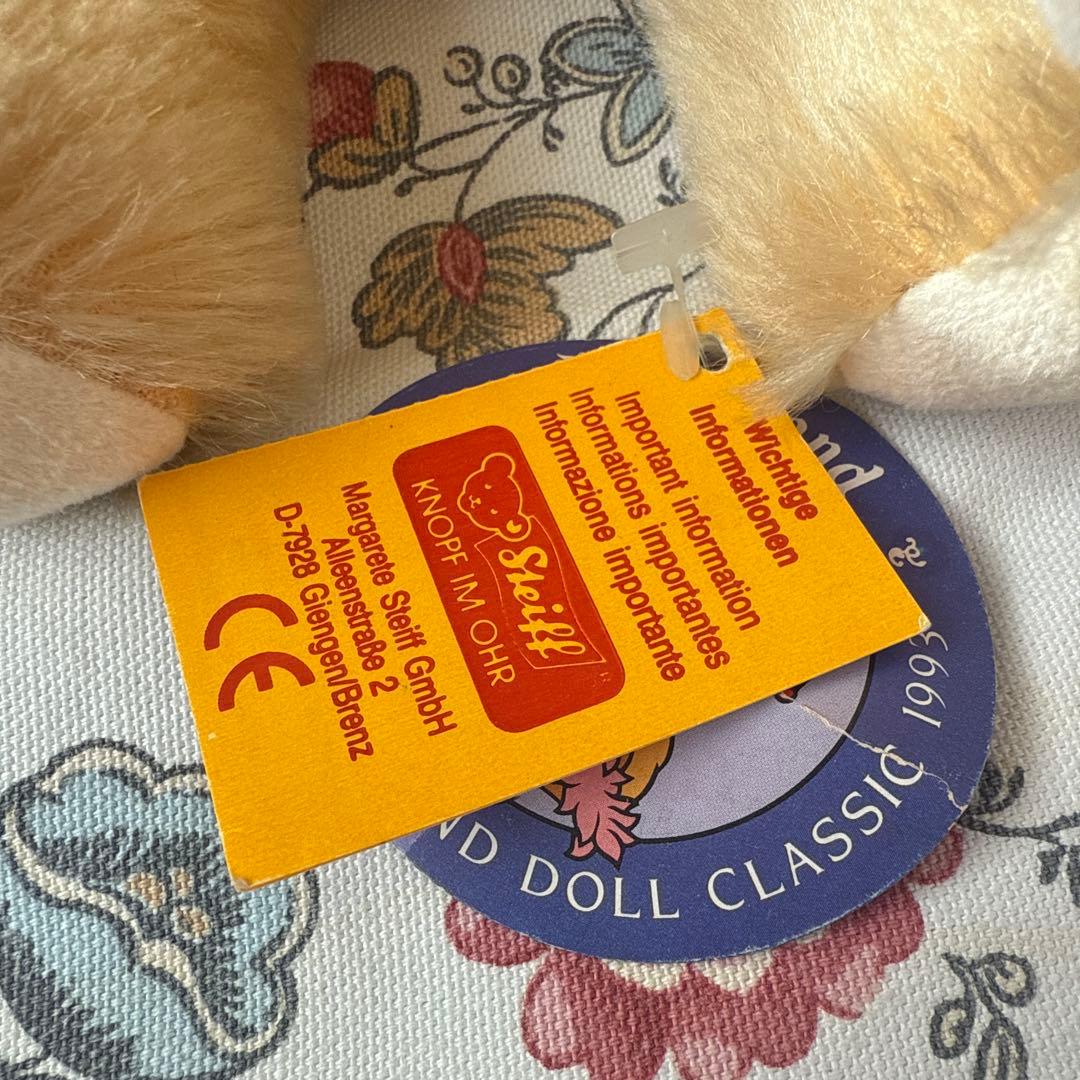 Wichtige
Informationen
Important information
Informations importantes
Informazione importante
Steiff
KNOPF IM OHR
Margarete Steiff GmbH
Alleenstraße 2
D-7928 Giengen/Brenz
CE
DOLL CLASSIC 1993